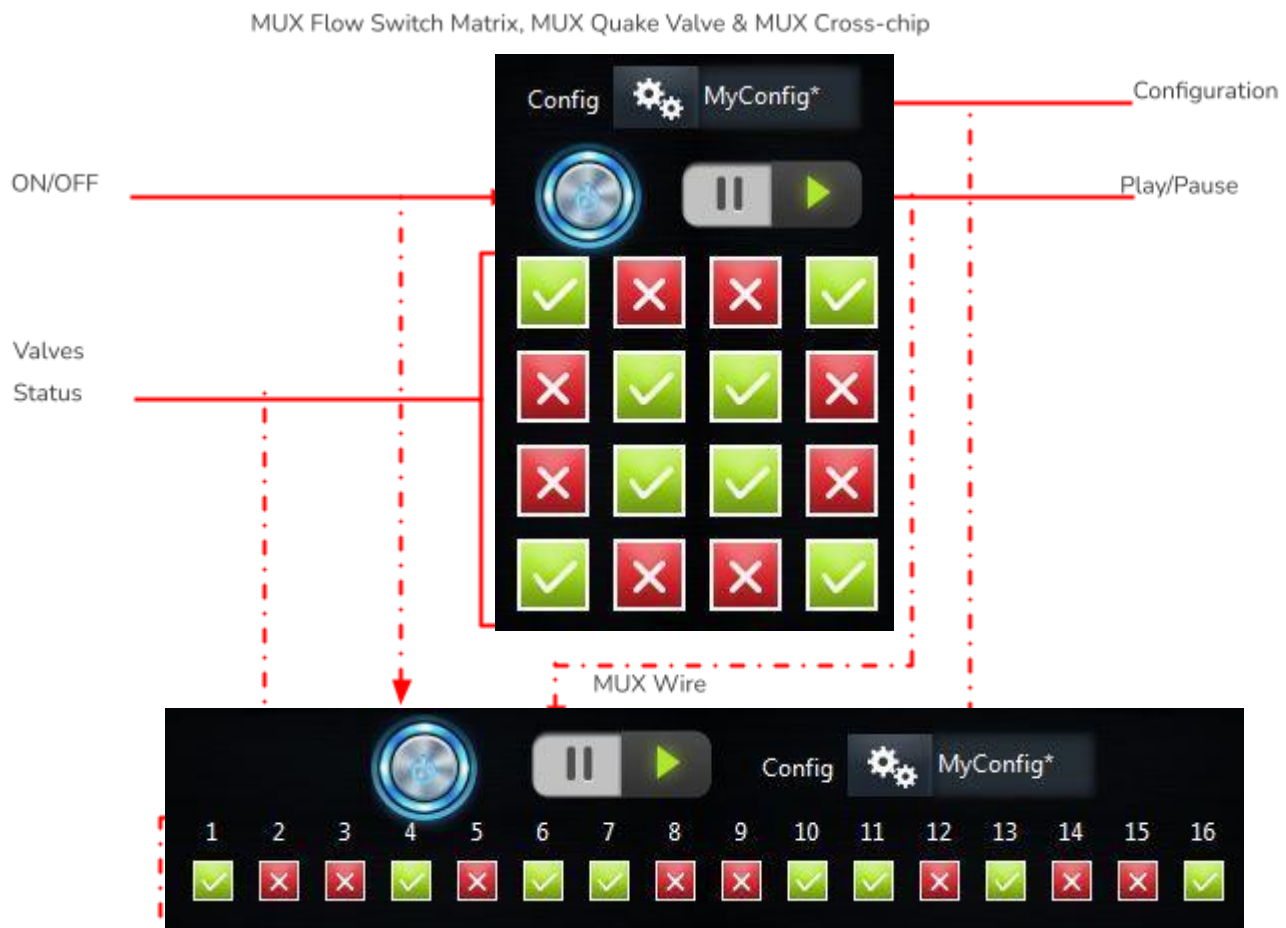 MUX Flow Switch Matrix, MUX Quake Valve & MUX Cross-chip
Config MyConfig*
Configuration
ON/OFF
Play/Pause
Valves
Status
MUX Wire
Config MyConfig*
1 2 3 4 5 6 7 8 9 10 11 12 13 14 15 16